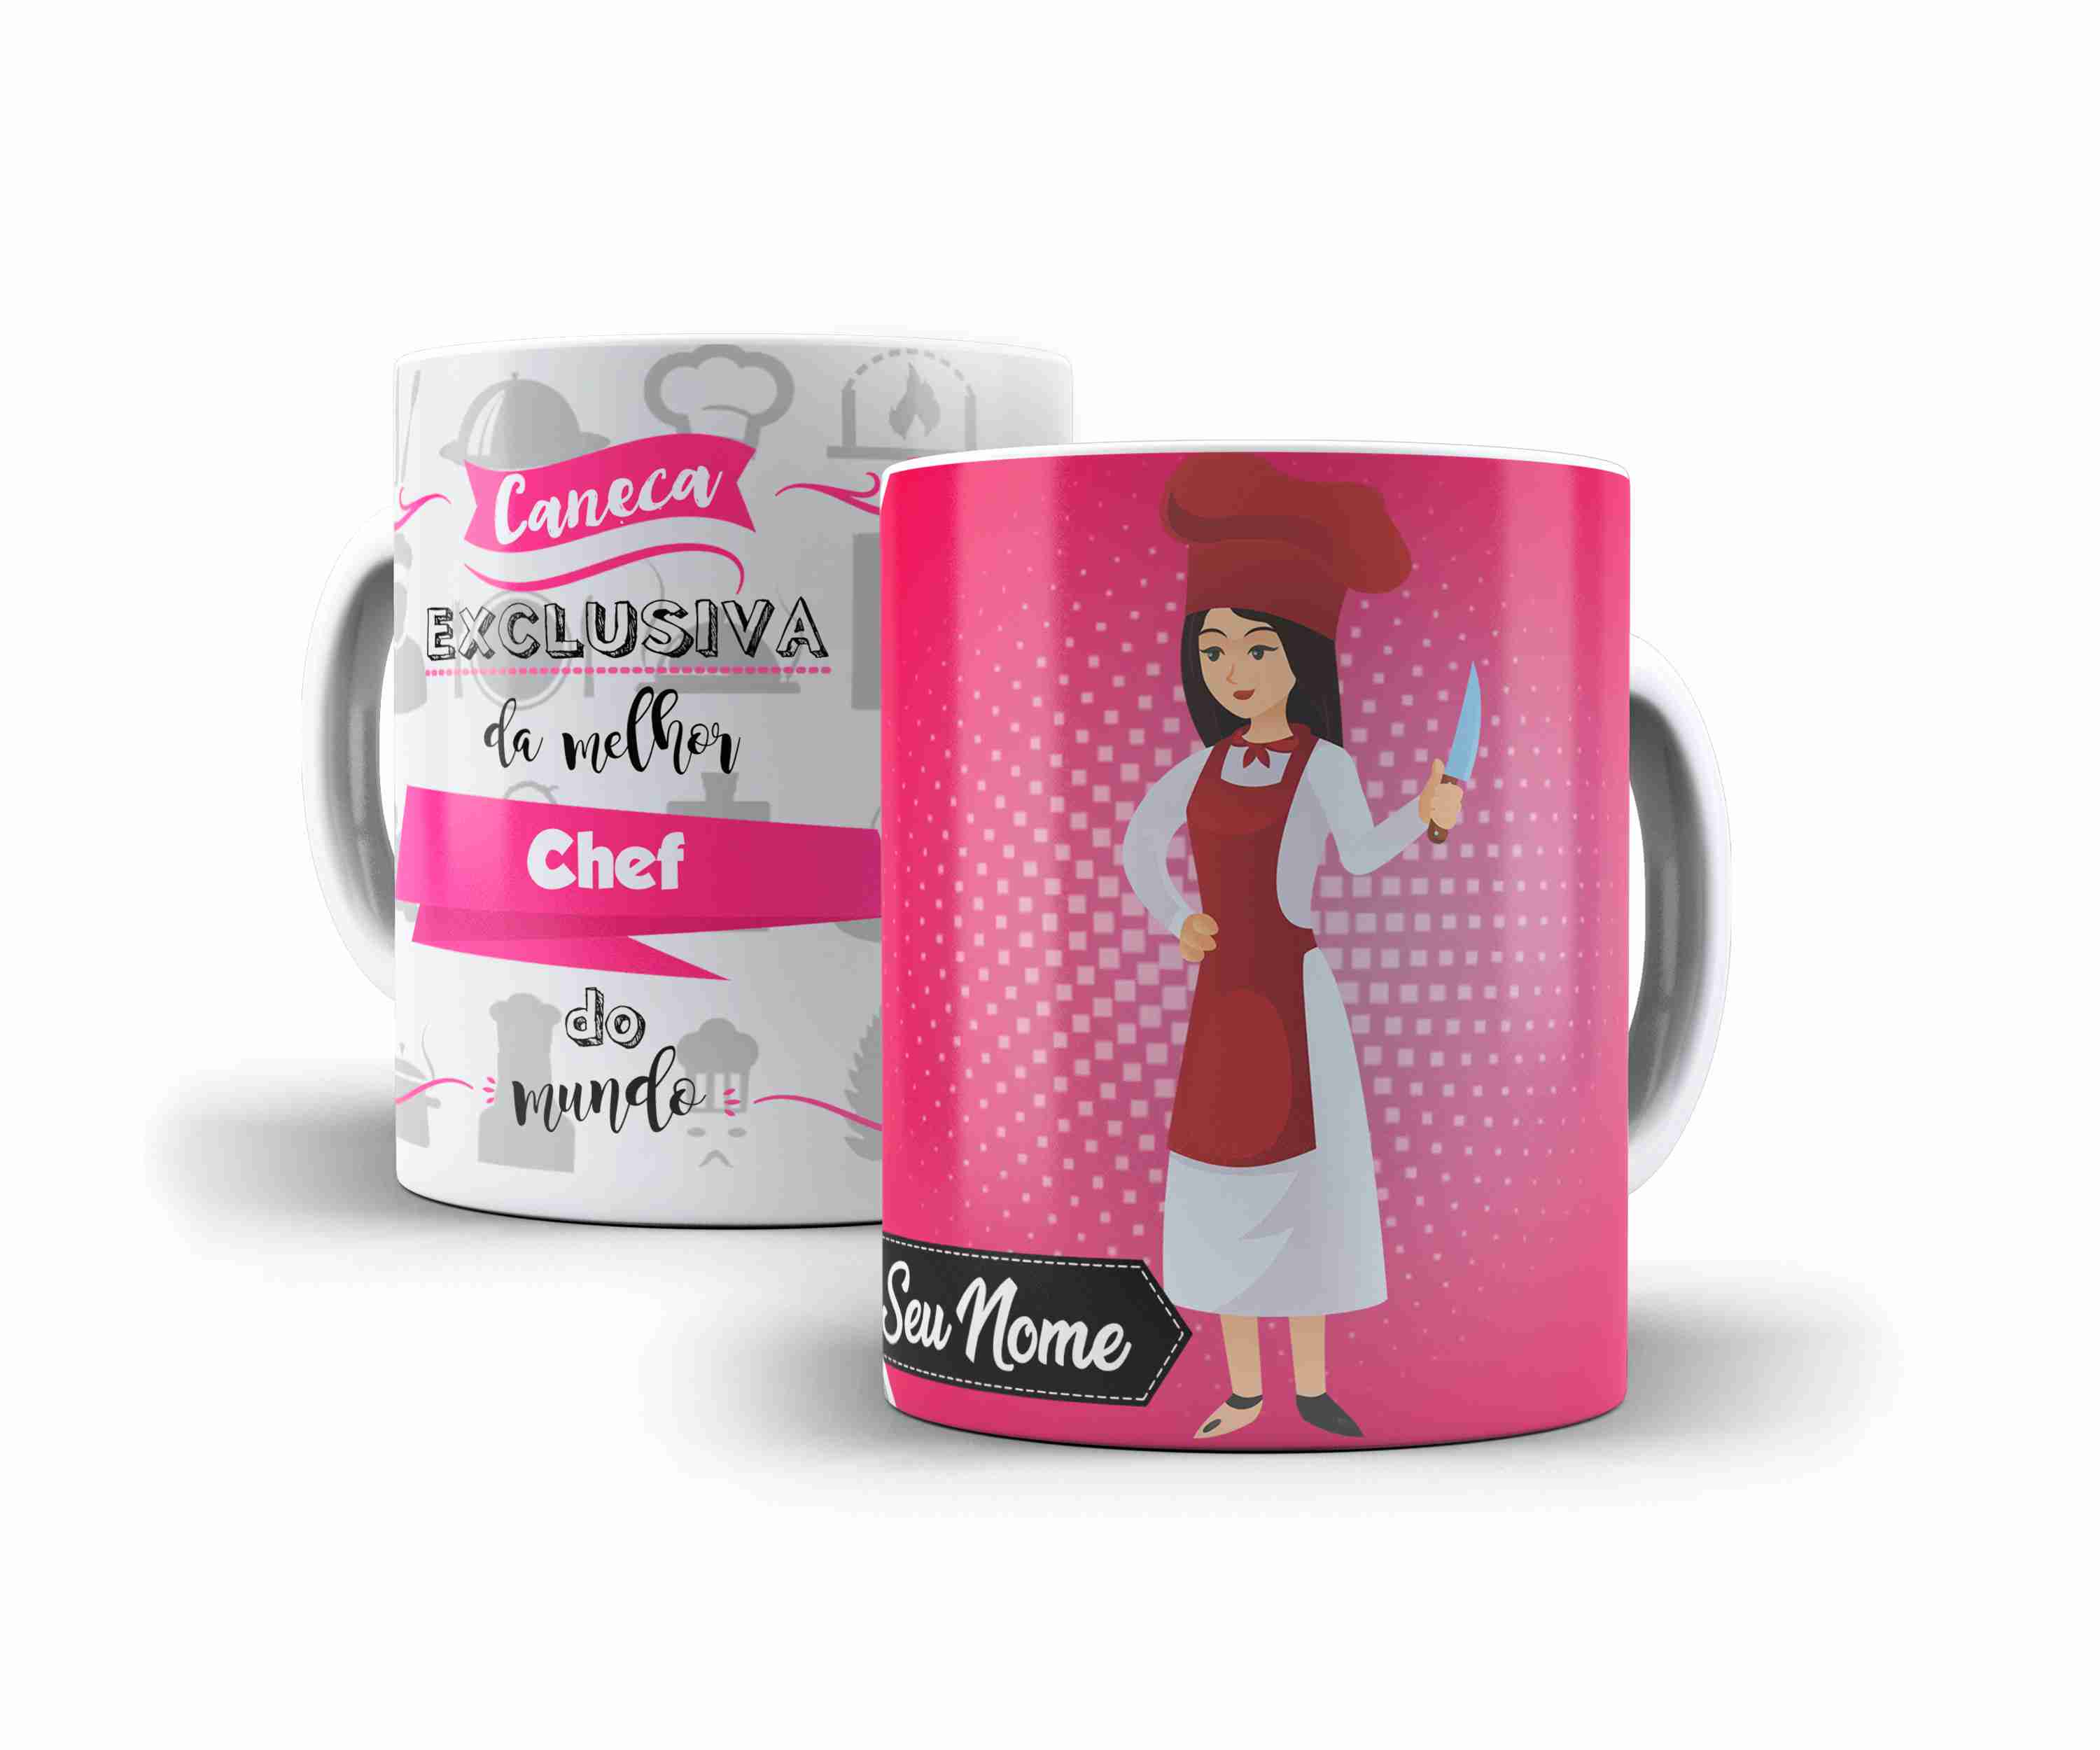 Caneca
EXCLUSIVA
da melhor
Chef
do
mundo
Seu Nome